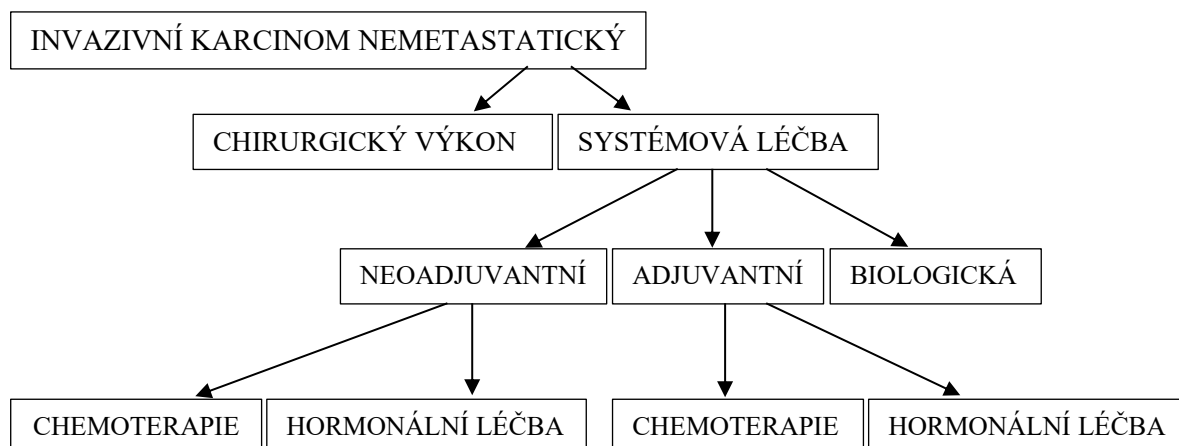 INVAZIVNÍ KARCINOM NEMETASTATICKÝ
CHIRURGICKÝ VÝKON
SYSTÉMOVÁ LÉČBA
NEOADJUVANTNÍ
ADJUVANTNÍ
BIOLOGICKÁ
CHEMOTERAPIE
HORMONÁLNÍ LÉČBA
CHEMOTERAPIE
HORMONÁLNÍ LÉČBA